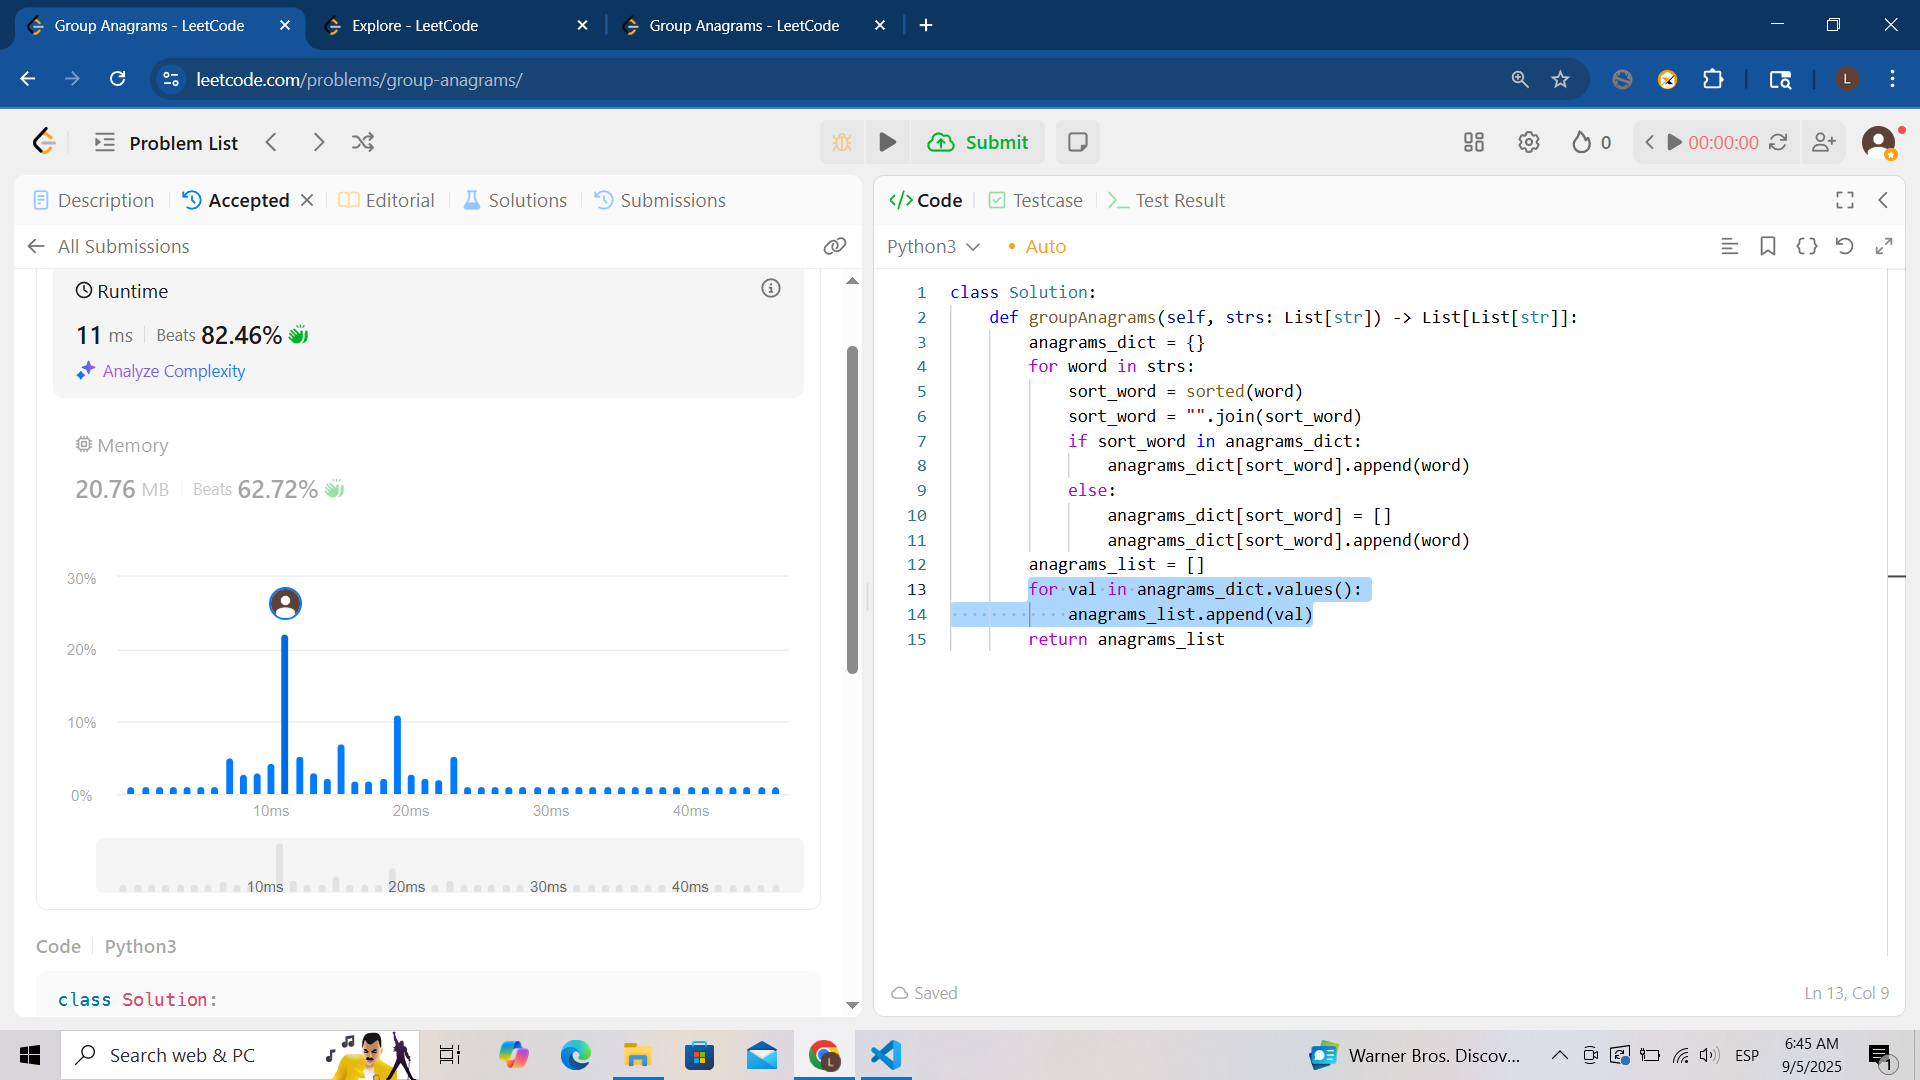 Group Anagrams - LeetCode
Explore - LeetCode
Group Anagrams - LeetCode
leetcode.com/problems/group-anagrams/
L
Problem List
Submit
0
00:00:00
Description
Accepted
Editorial
Solutions
Submissions
All Submissions
Runtime
11 ms
Beats 82.46%
Analyze Complexity
Memory
20.76 MB
Beats 62.72%
30%
20%
10%
0%
10ms
20ms
30ms
40ms
10ms
20ms
30ms
40ms
Code
Python3
class Solution:
</> Code
Testcase
Test Result
Python3
Auto
1 class Solution:
2 def groupAnagrams(self, strs: List[str]) -> List[List[str]]:
3 anagrams_dict = {}
4 for word in strs:
5 sort_word = sorted(word)
6 sort_word = "".join(sort_word)
7 if sort_word in anagrams_dict:
8 anagrams_dict[sort_word].append(word)
9 else:
10 anagrams_dict[sort_word] = []
11 anagrams_dict[sort_word].append(word)
12 anagrams_list = []
13 for val in anagrams_dict.values():
14 anagrams_list.append(val)
15 return anagrams_list
Saved
Ln 13, Col 9
Search web & PC
L
Warner Bros. Discov...
ESP
6:45 AM
9/5/2025
1